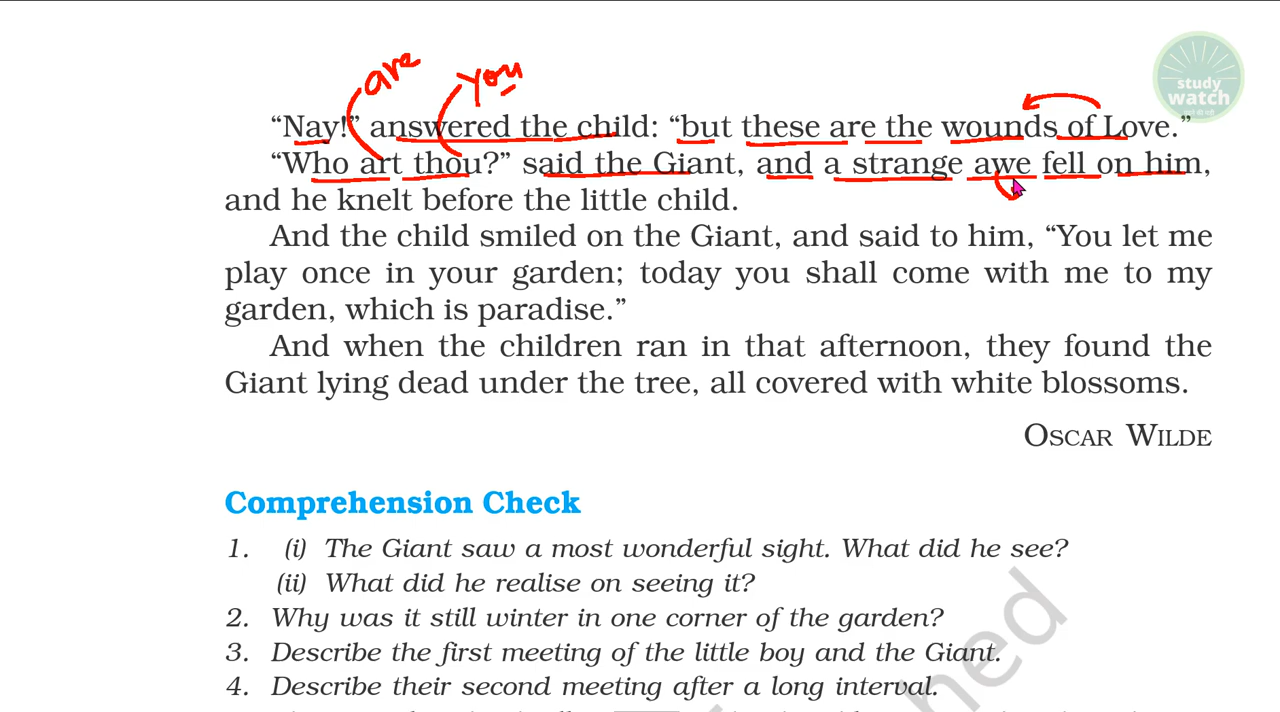 are
you
study
watch
“Nay!” answered the child: “but these are the wounds of Love.”
“Who art thou?” said the Giant, and a strange awe fell on him,
and he knelt before the little child.
And the child smiled on the Giant, and said to him, “You let me
play once in your garden; today you shall come with me to my
garden, which is paradise.”
And when the children ran in that afternoon, they found the
Giant lying dead under the tree, all covered with white blossoms.
OSCAR WILDE
Comprehension Check
1. (i) The Giant saw a most wonderful sight. What did he see?
(ii) What did he realise on seeing it?
2. Why was it still winter in one corner of the garden?
3. Describe the first meeting of the little boy and the Giant.
4. Describe their second meeting after a long interval.
hed